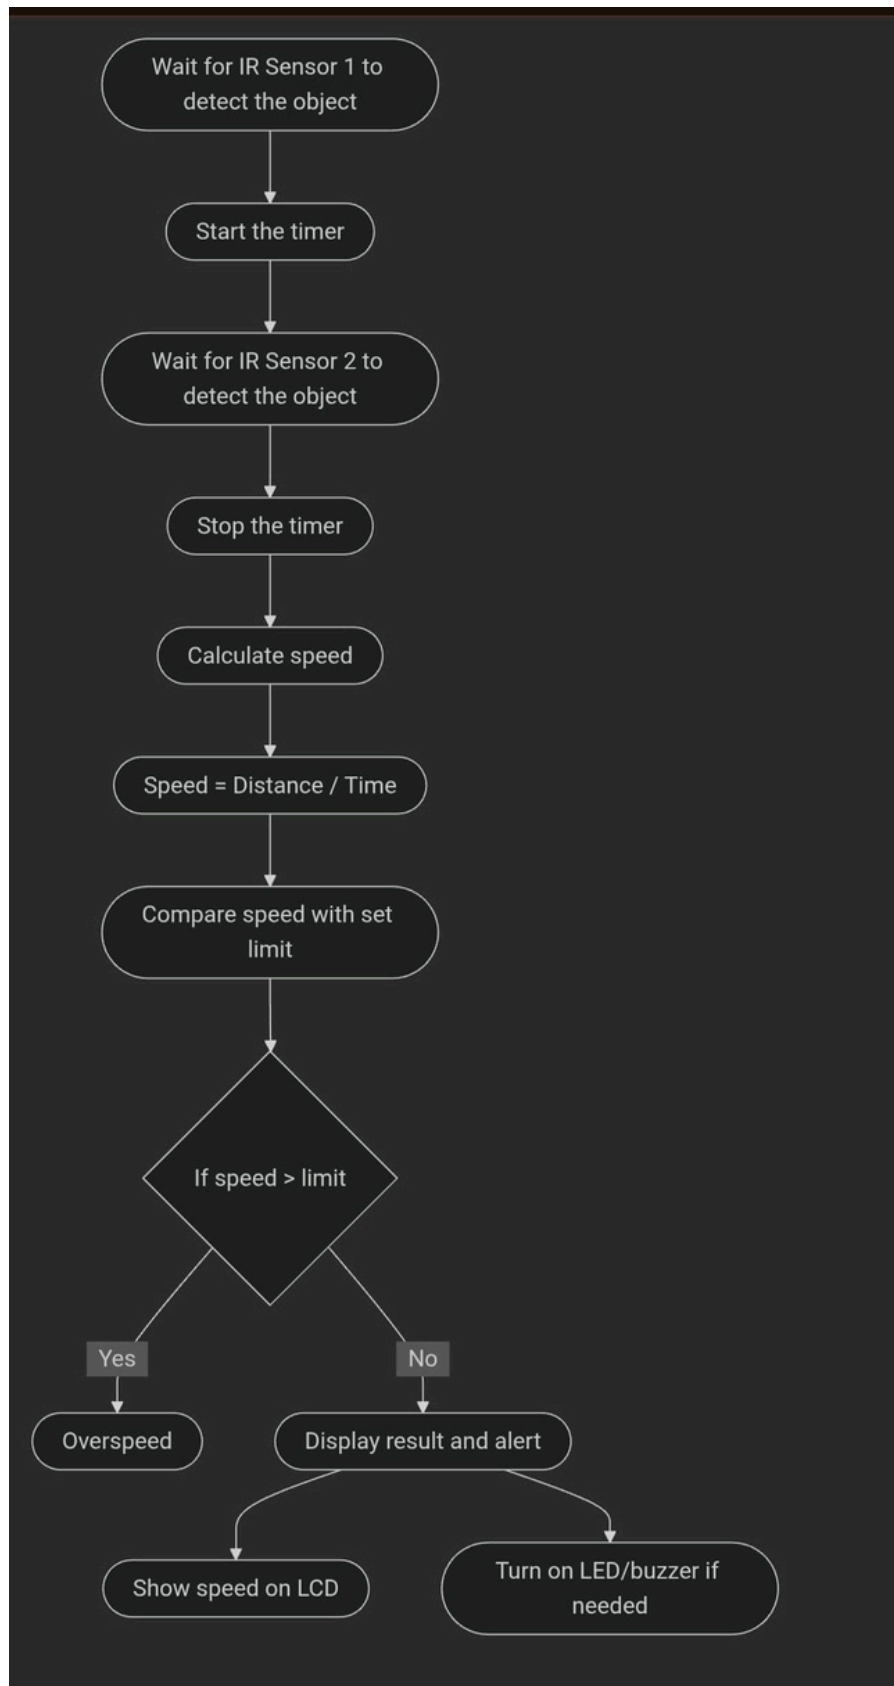 Wait for IR Sensor 1 to
detect the object
Start the timer
Wait for IR Sensor 2 to
detect the object
Stop the timer
Calculate speed
Speed = Distance / Time
Compare speed with set
limit
If speed > limit
Yes
No
Overspeed
Display result and alert
Show speed on LCD
Turn on LED/buzzer if
needed